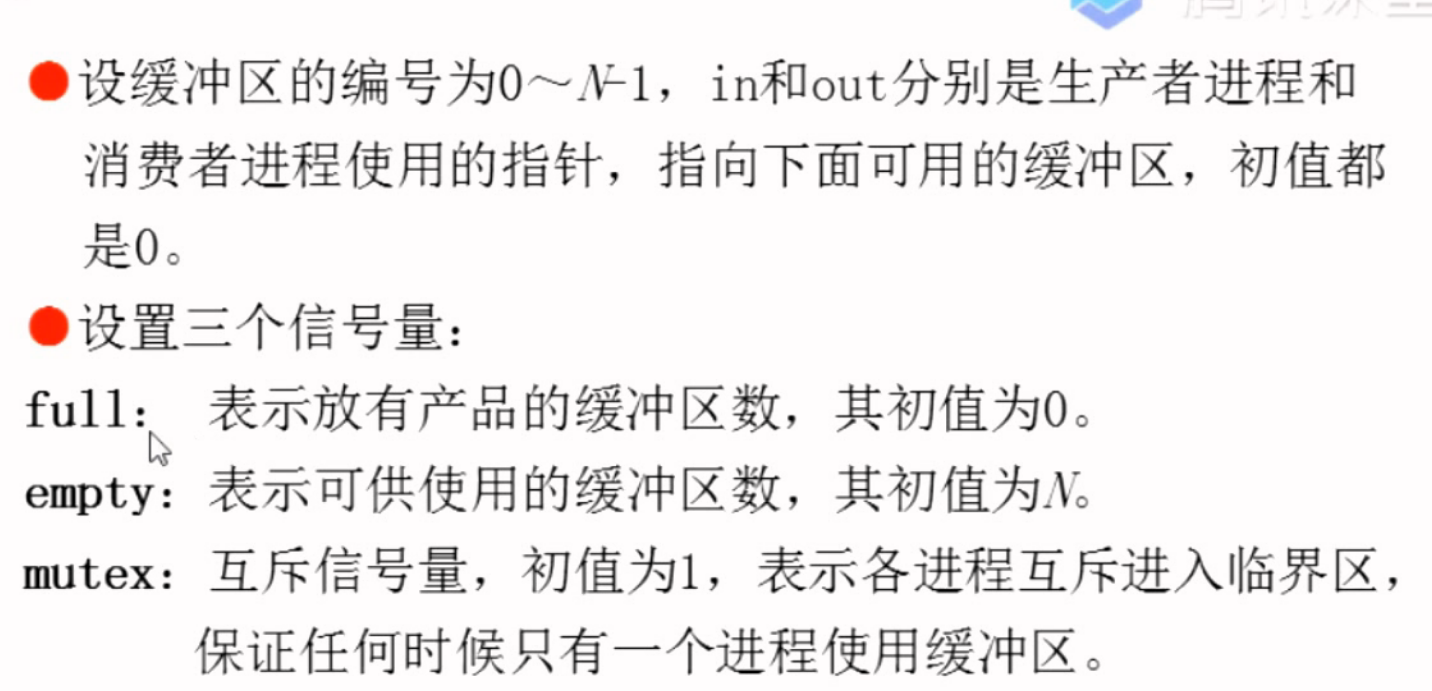 ●设缓冲区的编号为0～N-1，in和out分别是生产者进程和
消费者进程使用的指针，指向下面可用的缓冲区，初值都
是0。
●设置三个信号量：
full： 表示放有产品的缓冲区数，其初值为0。
empty：表示可供使用的缓冲区数，其初值为N。
mutex：互斥信号量，初值为1，表示各进程互斥进入临界区，
保证任何时候只有一个进程使用缓冲区。